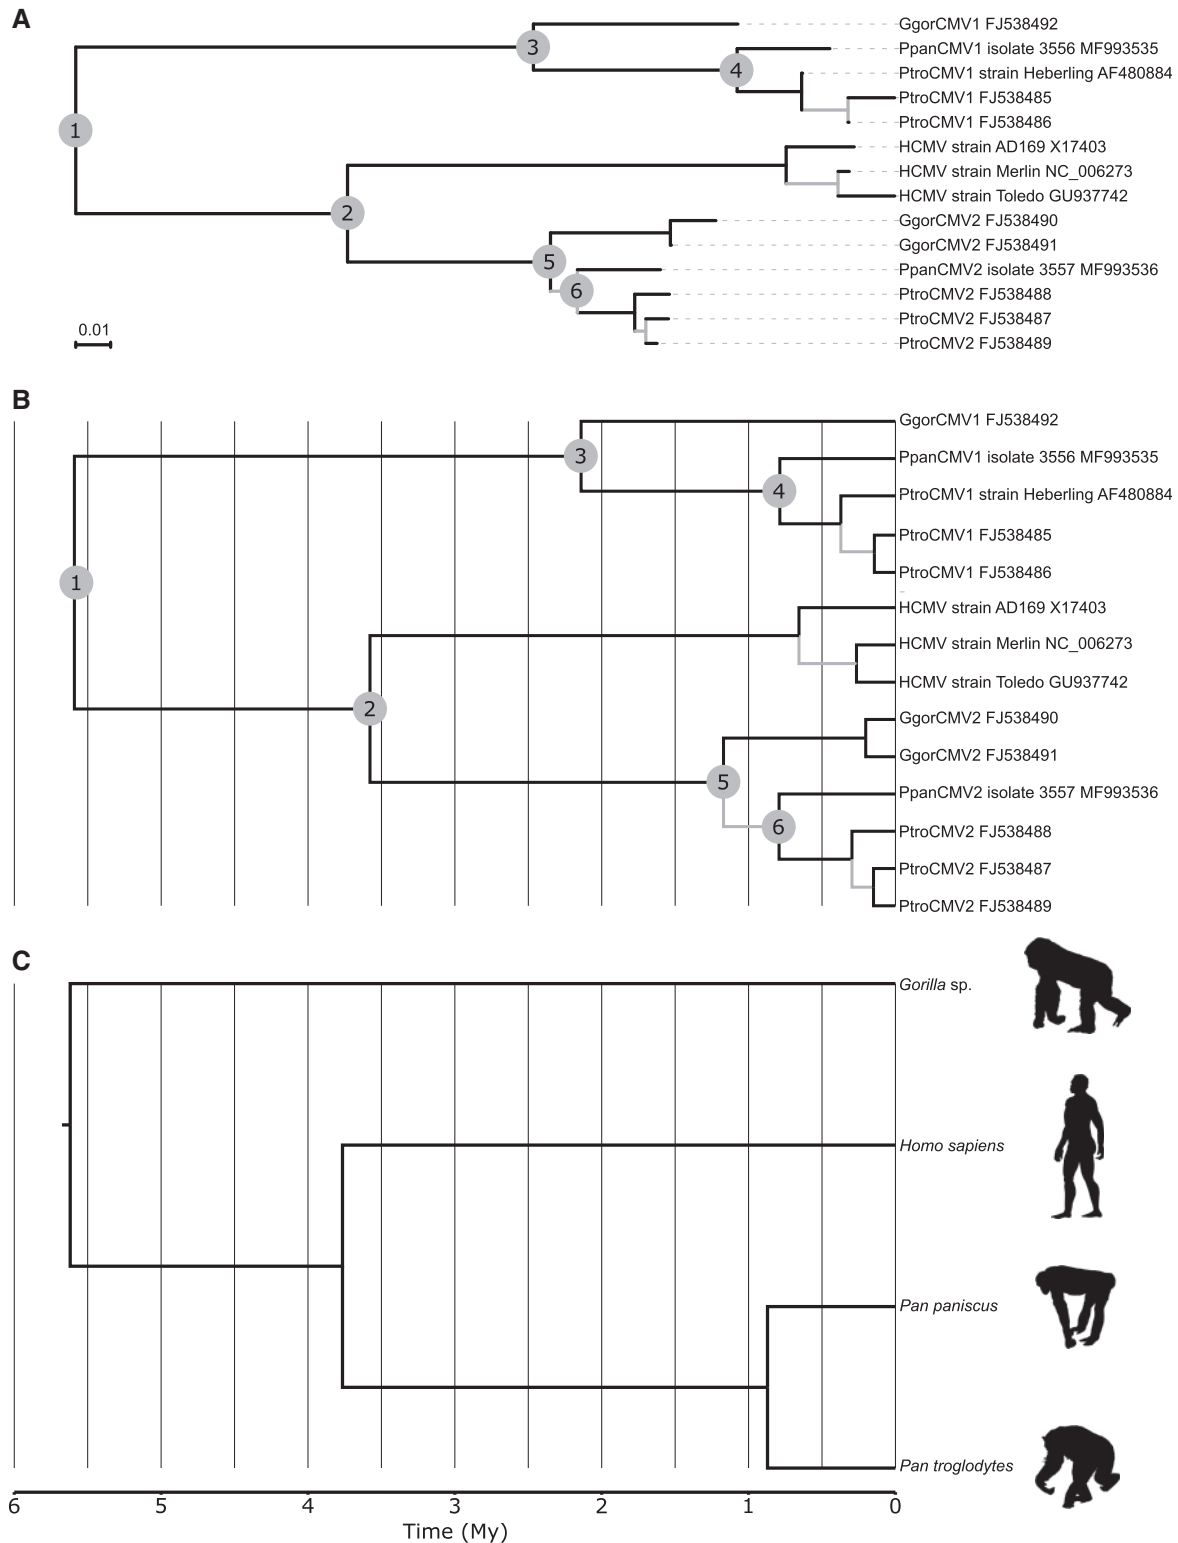 A
GgorCMV1 FJ538492
3
PpanCMV1 isolate 3556 MF993535
4
PtroCMV1 strain Heberling AF480884
PtroCMV1 FJ538485
PtroCMV1 FJ538486
1
HCMV strain AD169 X17403
HCMV strain Merlin NC_006273
HCMV strain Toledo GU937742
2
GgorCMV2 FJ538490
GgorCMV2 FJ538491
5
PpanCMV2 isolate 3557 MF993536
6
PtroCMV2 FJ538488
PtroCMV2 FJ538487
0.01
PtroCMV2 FJ538489
B
GgorCMV1 FJ538492
3
PpanCMV1 isolate 3556 MF993535
4
PtroCMV1 strain Heberling AF480884
PtroCMV1 FJ538485
PtroCMV1 FJ538486
1
HCMV strain AD169 X17403
HCMV strain Merlin NC_006273
HCMV strain Toledo GU937742
2
GgorCMV2 FJ538490
GgorCMV2 FJ538491
5
PpanCMV2 isolate 3557 MF993536
6
PtroCMV2 FJ538488
PtroCMV2 FJ538487
PtroCMV2 FJ538489
C
Gorilla sp.
Homo sapiens
Pan paniscus
Pan troglodytes
6 5 4 3 2 1 0
Time (My)